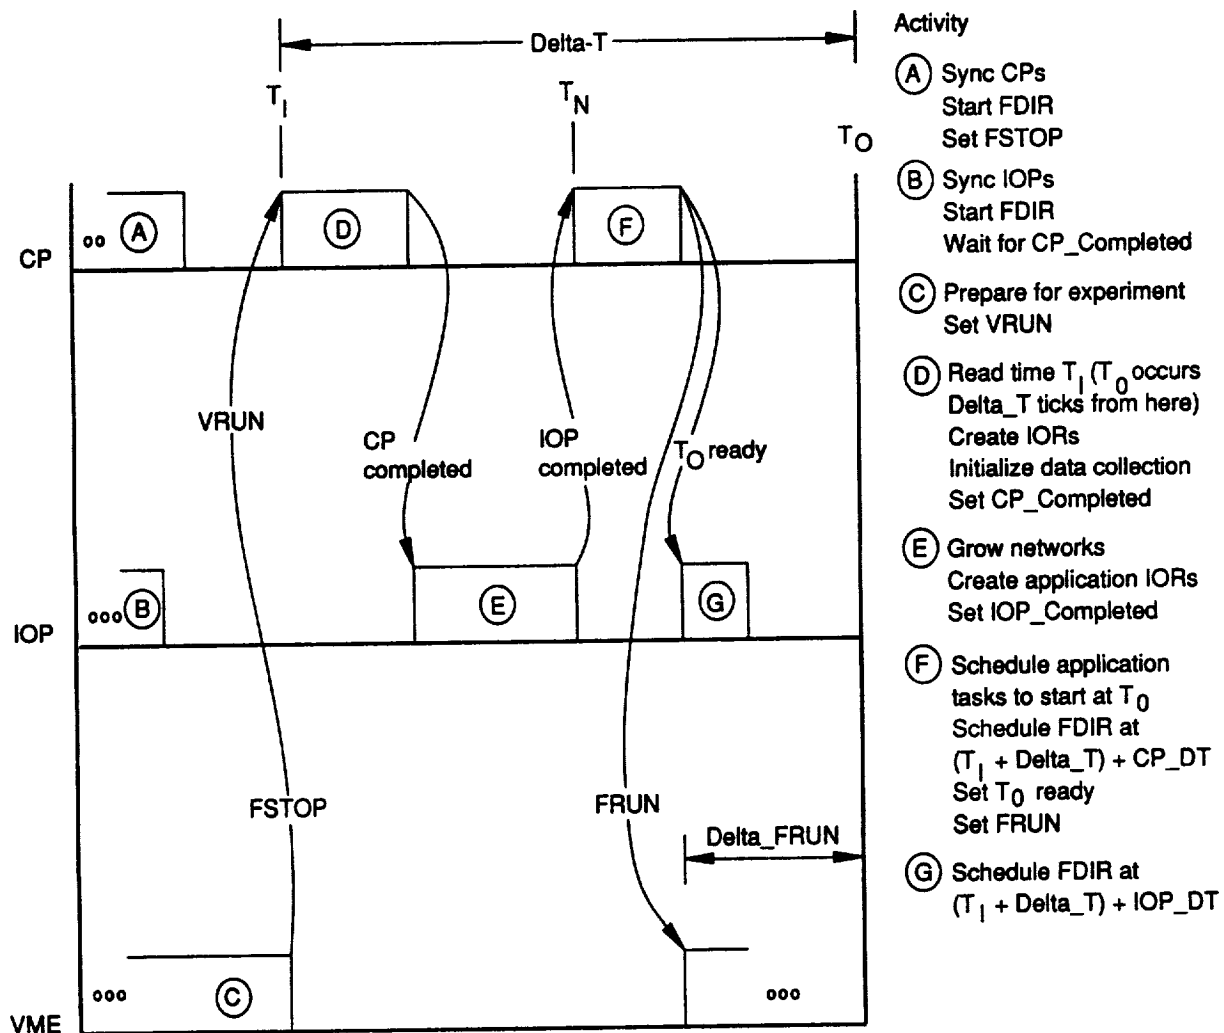 Delta-T
T_I
T_N
T_O
CP
oo A
D
F
VRUN
CP
completed
IOP
completed
T_O ready
IOP
ooo B
E
G
FSTOP
FRUN
Delta_FRUN
VME
ooo C
ooo
Activity
A Sync CPs
Start FDIR
Set FSTOP
B Sync IOPs
Start FDIR
Wait for CP_Completed
C Prepare for experiment
Set VRUN
D Read time T_I (T_0 occurs
Delta_T ticks from here)
Create IORs
Initialize data collection
Set CP_Completed
E Grow networks
Create application IORs
Set IOP_Completed
F Schedule application
tasks to start at T_0
Schedule FDIR at
(T_I + Delta_T) + CP_DT
Set T_0 ready
Set FRUN
G Schedule FDIR at
(T_I + Delta_T) + IOP_DT